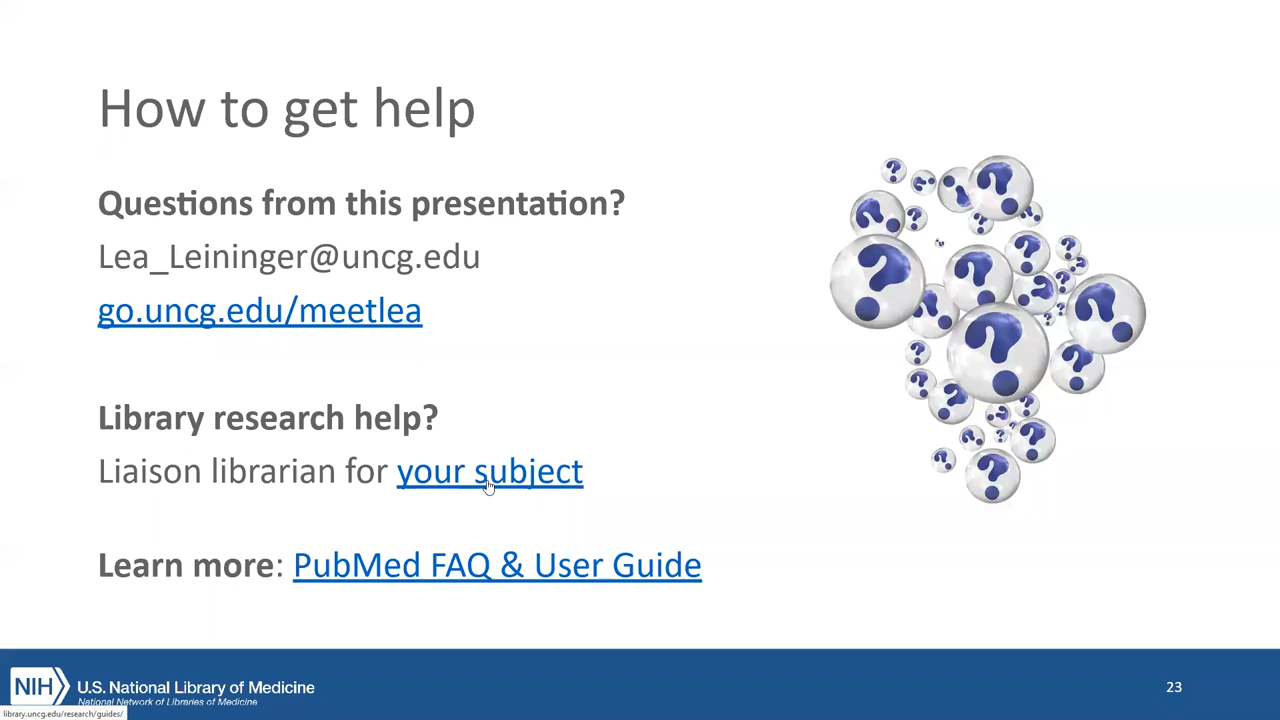 How to get help
Questions from this presentation?
Lea_Leininger@uncg.edu
go.uncg.edu/meetlea
Library research help?
Liaison librarian for your subject
Learn more: PubMed FAQ & User Guide
NIH U.S. National Library of Medicine
National Network of Libraries of Medicine
23
library.uncg.edu/research/guides/